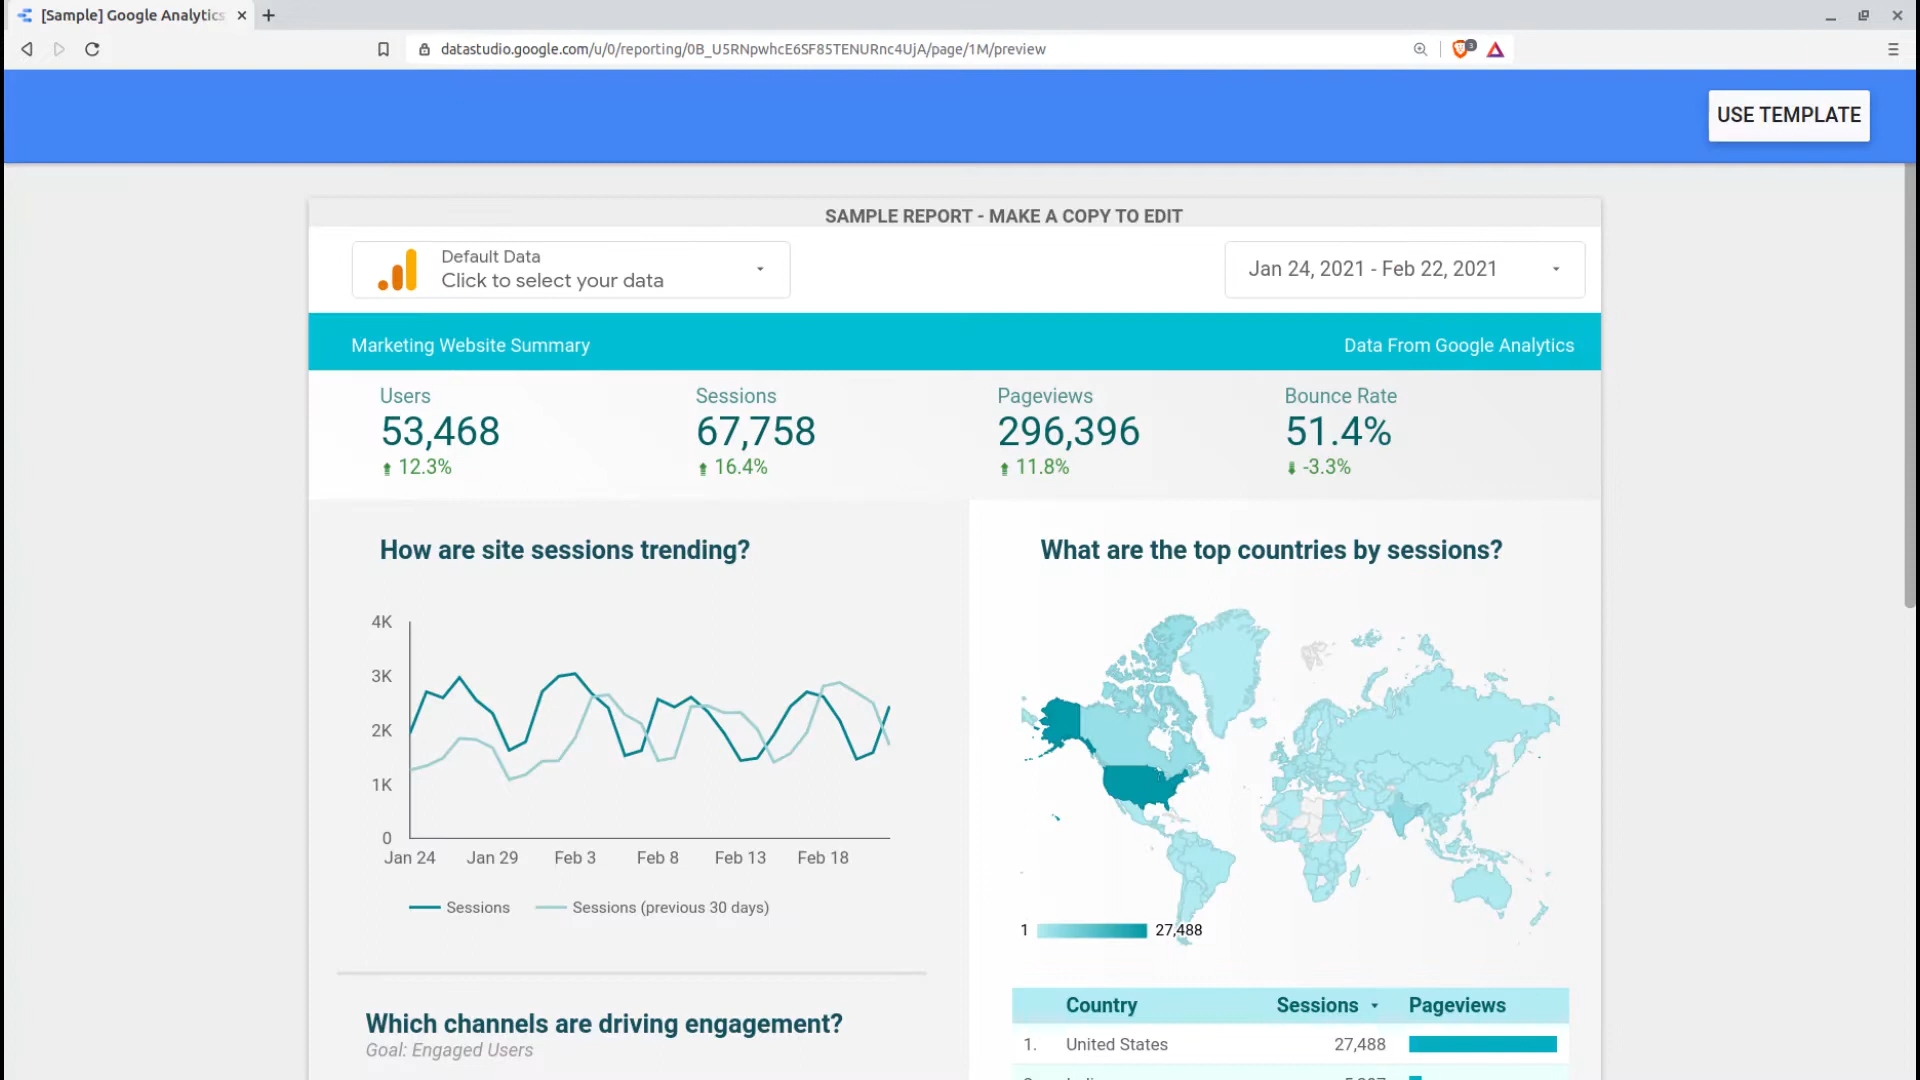 [Sample] Google Analytics
datastudio.google.com/u/0/reporting/0B_U5RNpwhcE6SF85TENURnc4UjA/page/1M/preview
3
USE TEMPLATE
SAMPLE REPORT - MAKE A COPY TO EDIT
Default Data
Click to select your data
Jan 24, 2021 - Feb 22, 2021
Marketing Website Summary
Data From Google Analytics
Users
53,468
12.3%
Sessions
67,758
16.4%
Pageviews
296,396
11.8%
Bounce Rate
51.4%
-3.3%
How are site sessions trending?
4K
3K
2K
1K
0
Jan 24 Jan 29 Feb 3 Feb 8 Feb 13 Feb 18
Sessions Sessions (previous 30 days)
What are the top countries by sessions?
1 27,488
Which channels are driving engagement?
Goal: Engaged Users
Country Sessions Pageviews
1. United States 27,488